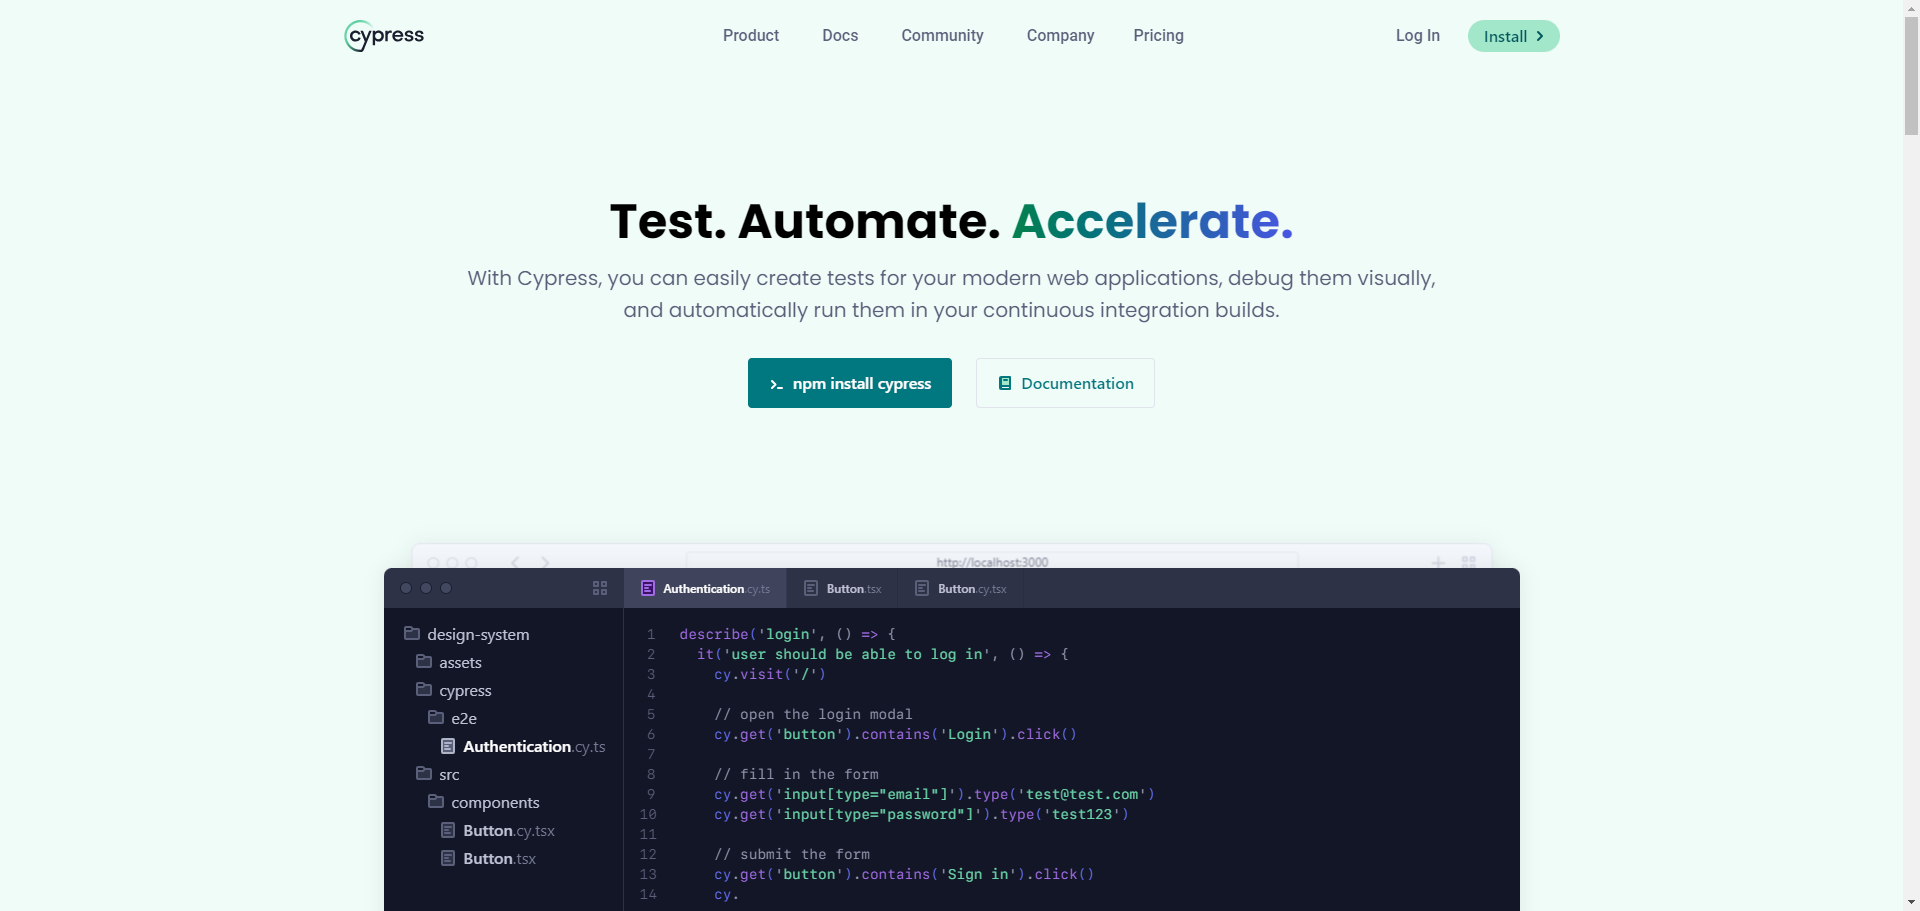 cypress
Product Docs Community Company Pricing
Log In Install
Test. Automate. Accelerate.
With Cypress, you can easily create tests for your modern web applications, debug them visually,
and automatically run them in your continuous integration builds.
npm install cypress
Documentation
http://localhost:3000
Authentication.cy.ts Button.tsx Button.cy.tsx
design-system
assets
cypress
e2e
Authentication.cy.ts
src
components
Button.cy.tsx
Button.tsx
1 describe('login', () => {
2 it('user should be able to log in', () => {
3 cy.visit('/')
4
5 // open the login modal
6 cy.get('button').contains('Login').click()
7
8 // fill in the form
9 cy.get('input[type="email"]').type('test@test.com')
10 cy.get('input[type="password"]').type('test123')
11
12 // submit the form
13 cy.get('button').contains('Sign in').click()
14 cy.